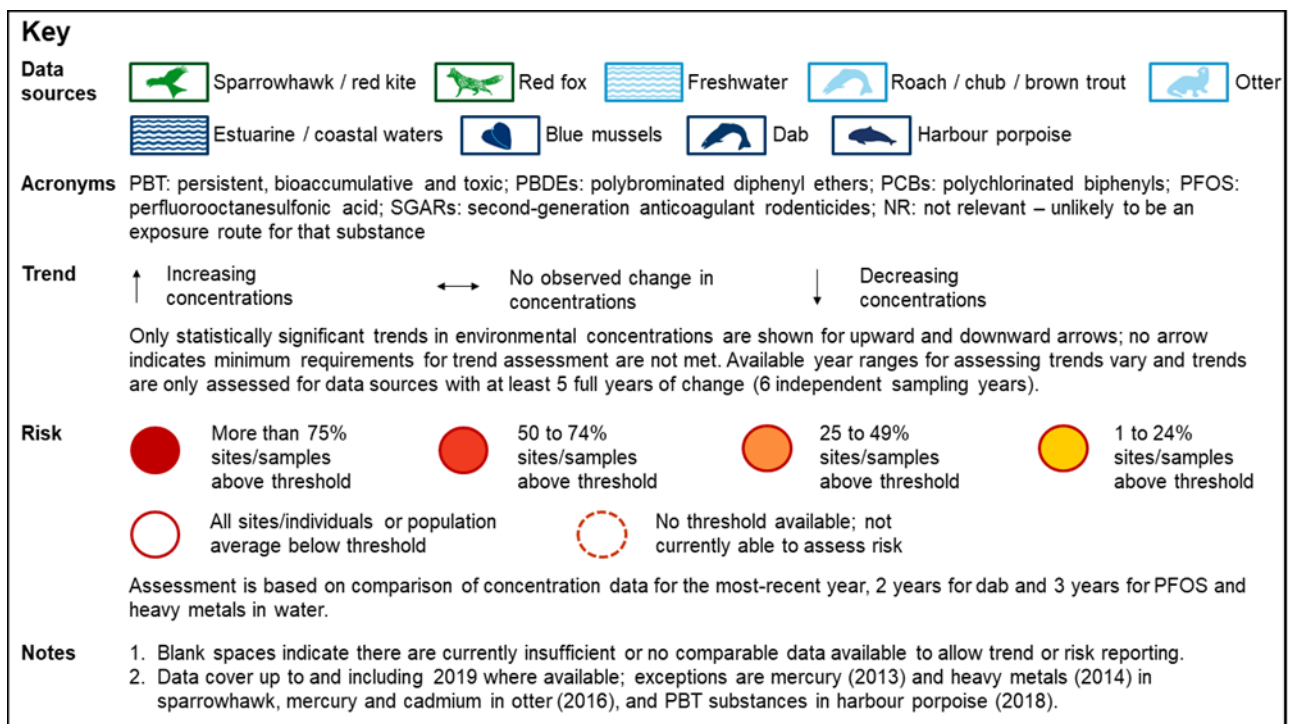 Key
Data sources
Sparrowhawk / red kite
Red fox
Freshwater
Roach / chub / brown trout
Otter
Estuarine / coastal waters
Blue mussels
Dab
Harbour porpoise
Acronyms
PBT: persistent, bioaccumulative and toxic; PBDEs: polybrominated diphenyl ethers; PCBs: polychlorinated biphenyls; PFOS:
perfluorooctanesulfonic acid; SGARs: second-generation anticoagulant rodenticides; NR: not relevant – unlikely to be an
exposure route for that substance
Trend
Increasing
concentrations
No observed change in
concentrations
Decreasing
concentrations
Only statistically significant trends in environmental concentrations are shown for upward and downward arrows; no arrow
indicates minimum requirements for trend assessment are not met. Available year ranges for assessing trends vary and trends
are only assessed for data sources with at least 5 full years of change (6 independent sampling years).
Risk
More than 75%
sites/samples
above threshold
50 to 74%
sites/samples
above threshold
25 to 49%
sites/samples
above threshold
1 to 24%
sites/samples
above threshold
All sites/individuals or population
average below threshold
No threshold available; not
currently able to assess risk
Assessment is based on comparison of concentration data for the most-recent year, 2 years for dab and 3 years for PFOS and
heavy metals in water.
Notes
1. Blank spaces indicate there are currently insufficient or no comparable data available to allow trend or risk reporting.
2. Data cover up to and including 2019 where available; exceptions are mercury (2013) and heavy metals (2014) in
sparrowhawk, mercury and cadmium in otter (2016), and PBT substances in harbour porpoise (2018).